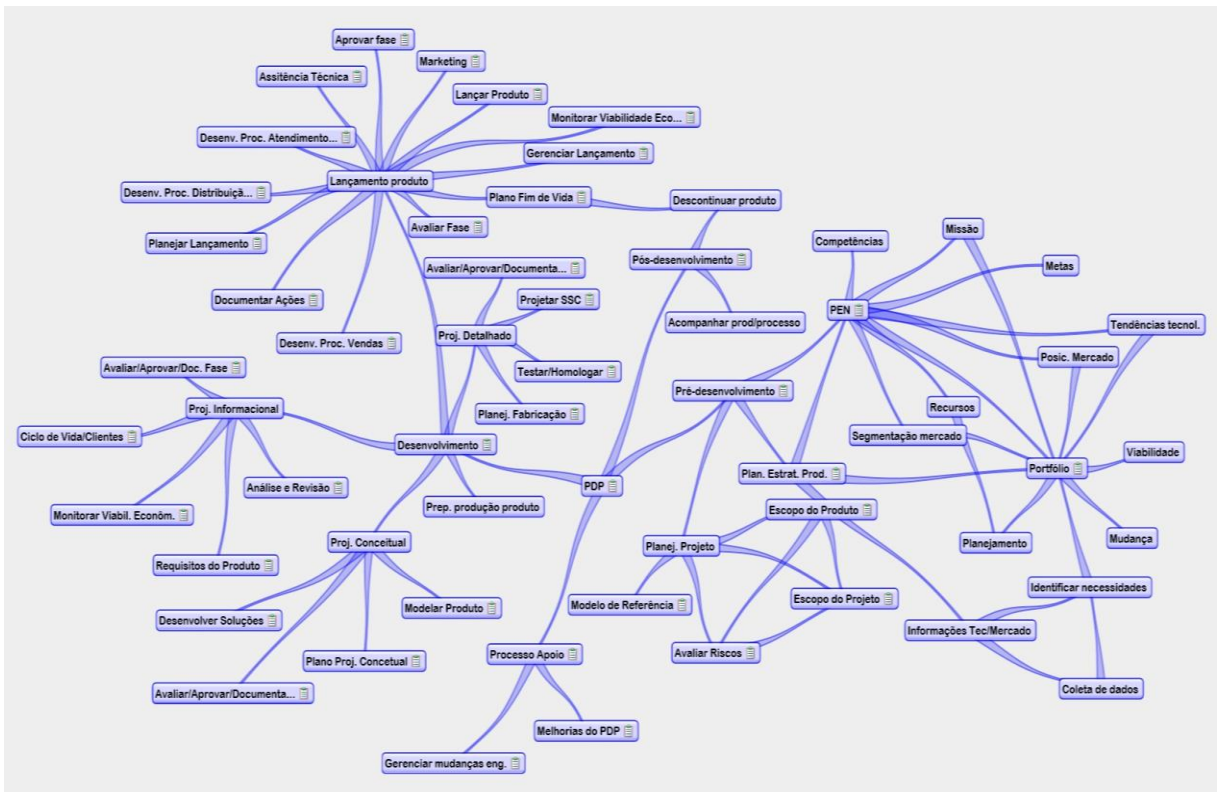 Aprovar fase
Marketing
Assitência Técnica
Lançar Produto
Monitorar Viabilidade Eco...
Desenv. Proc. Atendimento...
Gerenciar Lançamento
Lançamento produto
Desenv. Proc. Distribuiçã...
Plano Fim de Vida
Descontinuar produto
Avaliar Fase
Missão
Competências
Planejar Lançamento
Pós-desenvolvimento
Avaliar/Aprovar/Documenta...
Metas
Documentar Ações
Projetar SSC
PEN
Acompanhar prod/processo
Tendências tecnol.
Proj. Detalhado
Desenv. Proc. Vendas
Posic. Mercado
Avaliar/Aprovar/Doc. Fase
Testar/Homologar
Pré-desenvolvimento
Proj. Informacional
Planej. Fabricação
Recursos
Ciclo de Vida/Clientes
Desenvolvimento
Segmentação mercado
Viabilidade
Plan. Estrat. Prod.
Portfólio
Análise e Revisão
PDP
Monitorar Viabil. Econôm.
Prep. produção produto
Escopo do Produto
Proj. Conceitual
Planej. Projeto
Planejamento
Mudança
Requisitos do Produto
Identificar necessidades
Modelar Produto
Modelo de Referência
Escopo do Projeto
Desenvolver Soluções
Informações Tec/Mercado
Plano Proj. Concetual
Processo Apoio
Avaliar Riscos
Avaliar/Aprovar/Documenta...
Coleta de dados
Melhorias do PDP
Gerenciar mudanças eng.